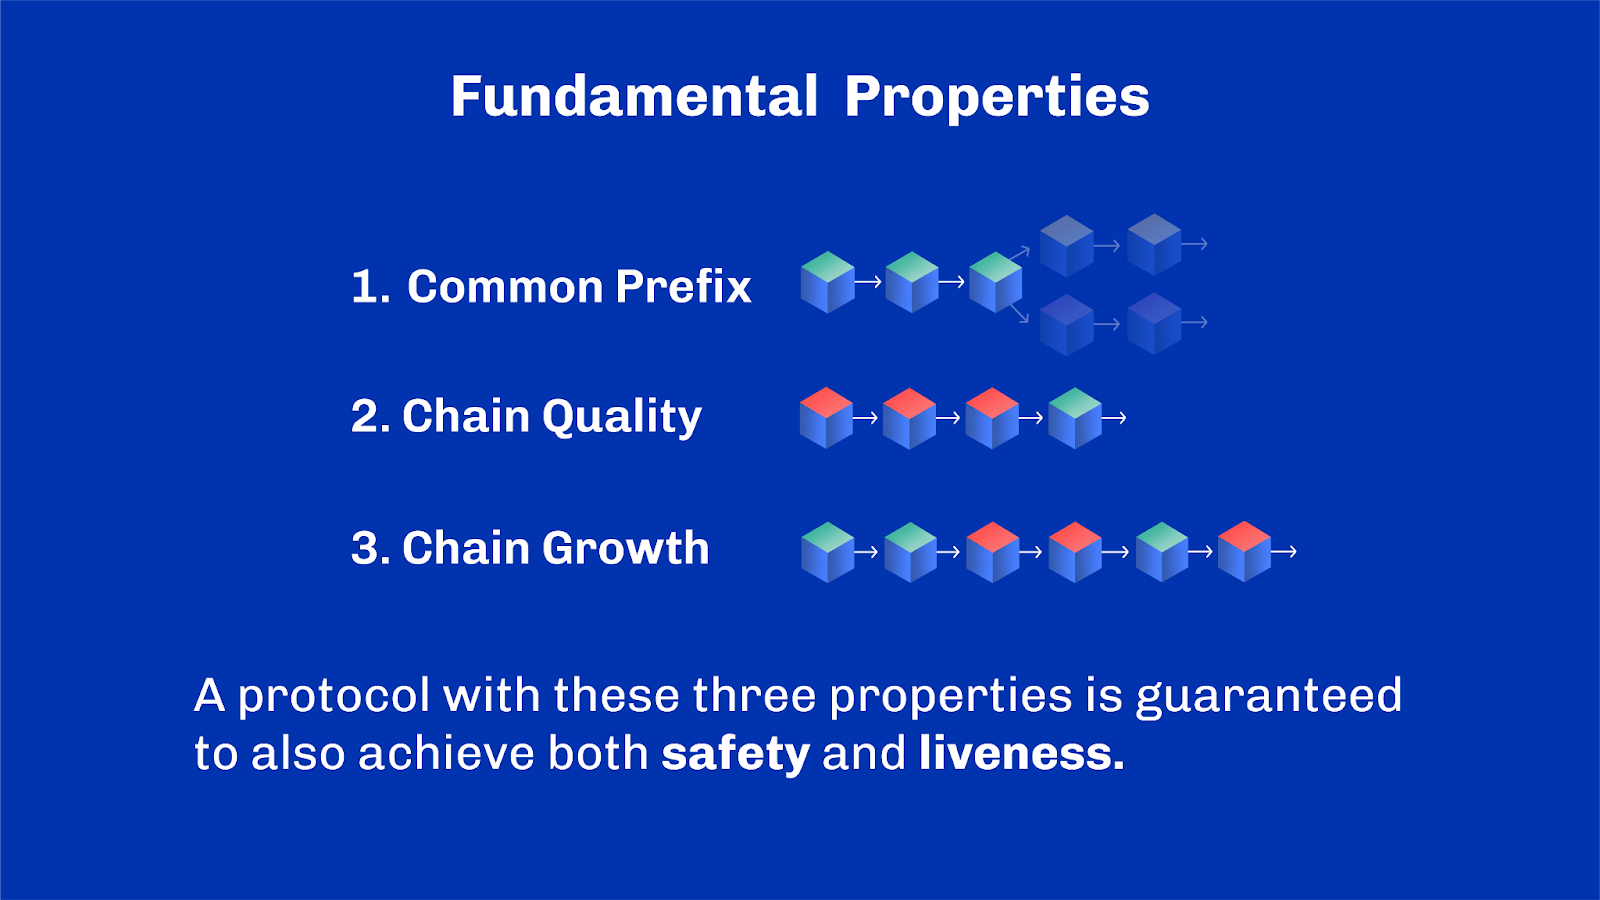 Fundamental Properties
1. Common Prefix
2. Chain Quality
3. Chain Growth
A protocol with these three properties is guaranteed
to also achieve both safety and liveness.